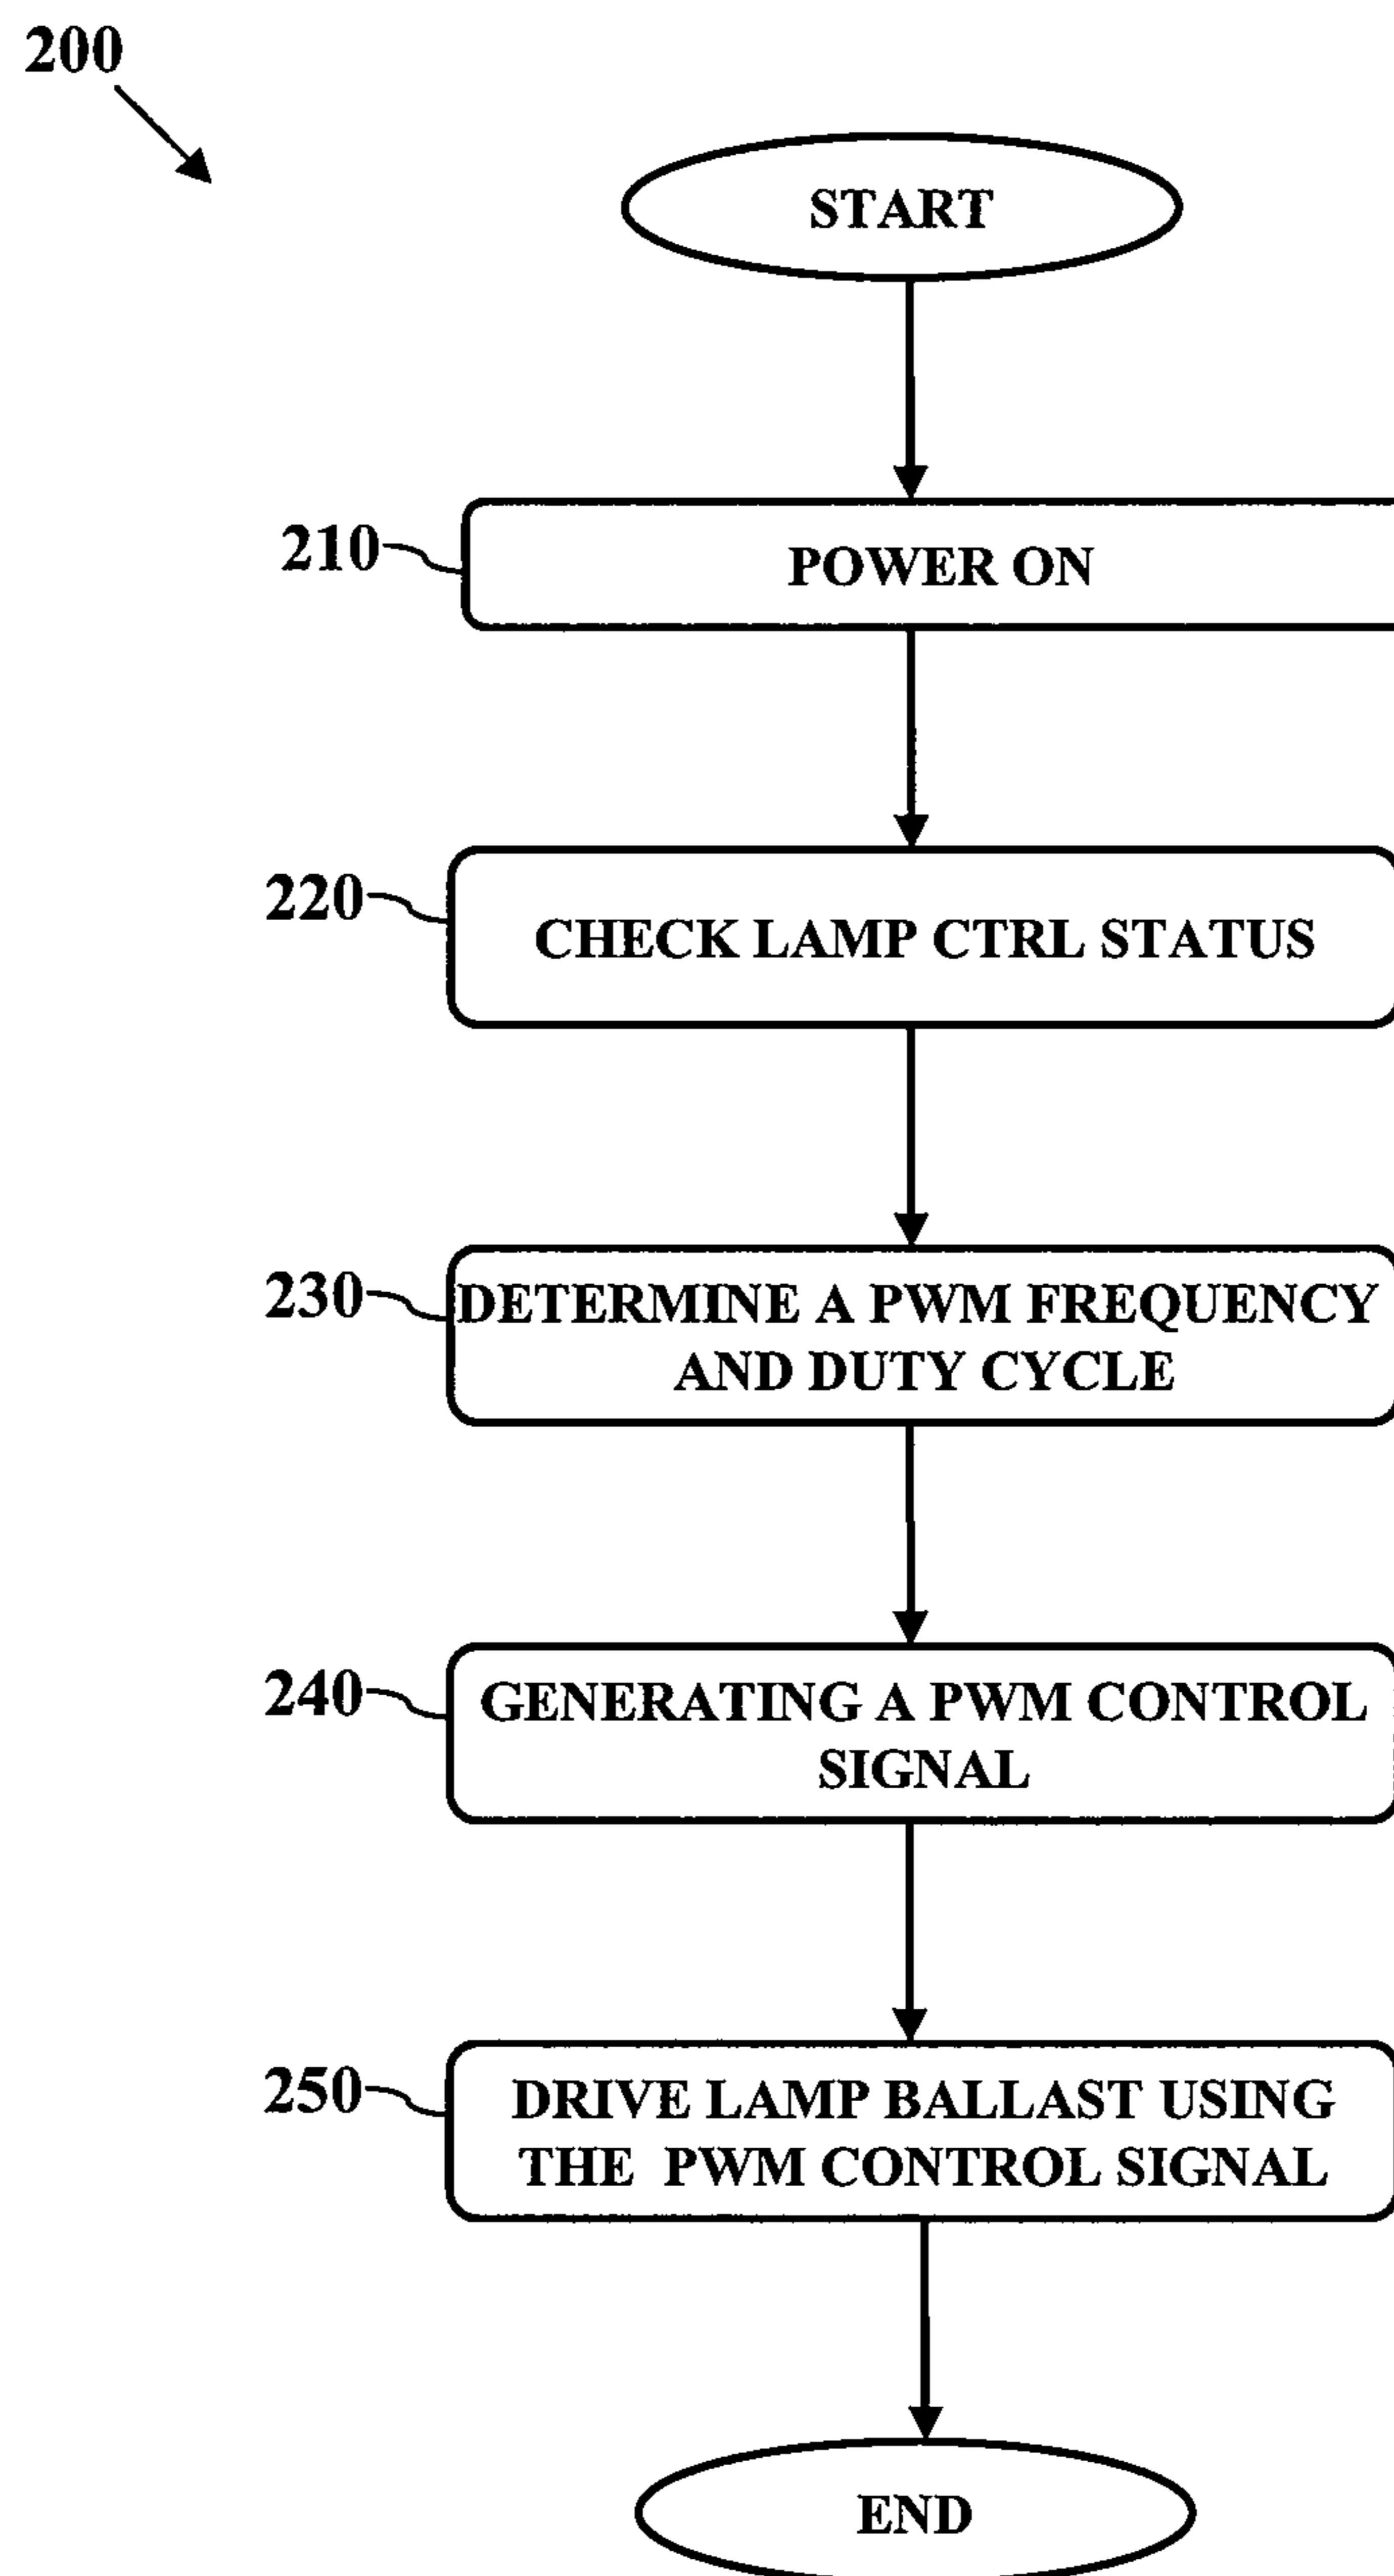 200
START
210
POWER ON
220
CHECK LAMP CTRL STATUS
230
DETERMINE A PWM FREQUENCY
AND DUTY CYCLE
240
GENERATING A PWM CONTROL
SIGNAL
250
DRIVE LAMP BALLAST USING
THE PWM CONTROL SIGNAL
END